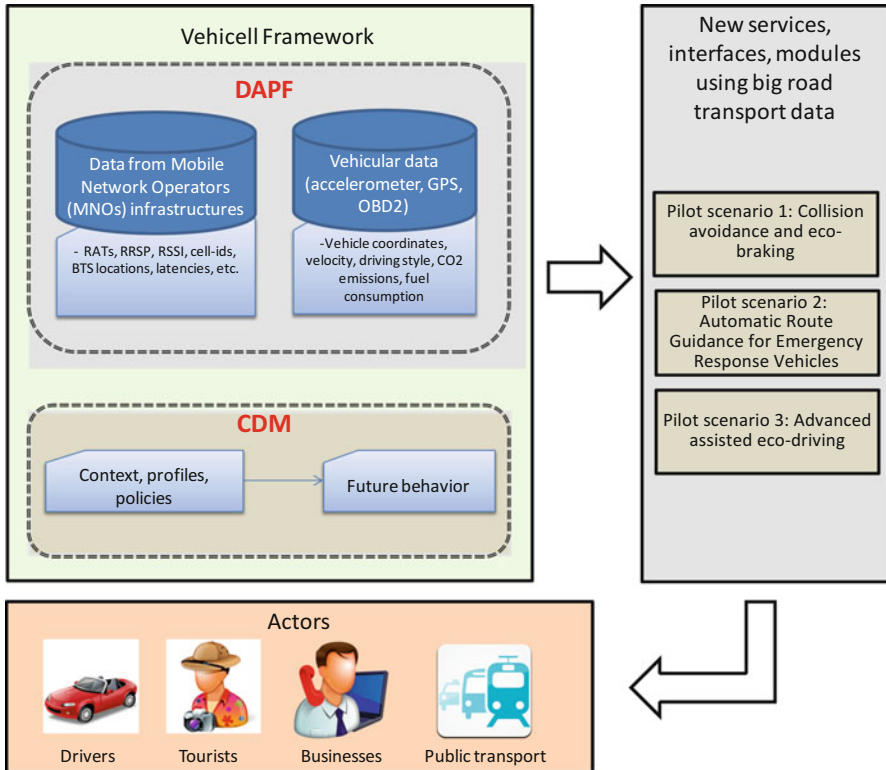 Vehicell Framework
DAPF
Data from Mobile
Network Operators
(MNOs) infrastructures
- RATs, RRSP, RSSI, cell-ids,
BTS locations, latencies, etc.
Vehicular data
(accelerometer, GPS,
OBD2)
-Vehicle coordinates,
velocity, driving style, CO2
emissions, fuel
consumption
CDM
Context, profiles,
policies
Future behavior
New services,
interfaces, modules
using big road
transport data
Pilot scenario 1: Collision
avoidance and eco-
braking
Pilot scenario 2:
Automatic Route
Guidance for Emergency
Response Vehicles
Pilot scenario 3: Advanced
assisted eco-driving
Actors
Drivers
Tourists
Businesses
Public transport